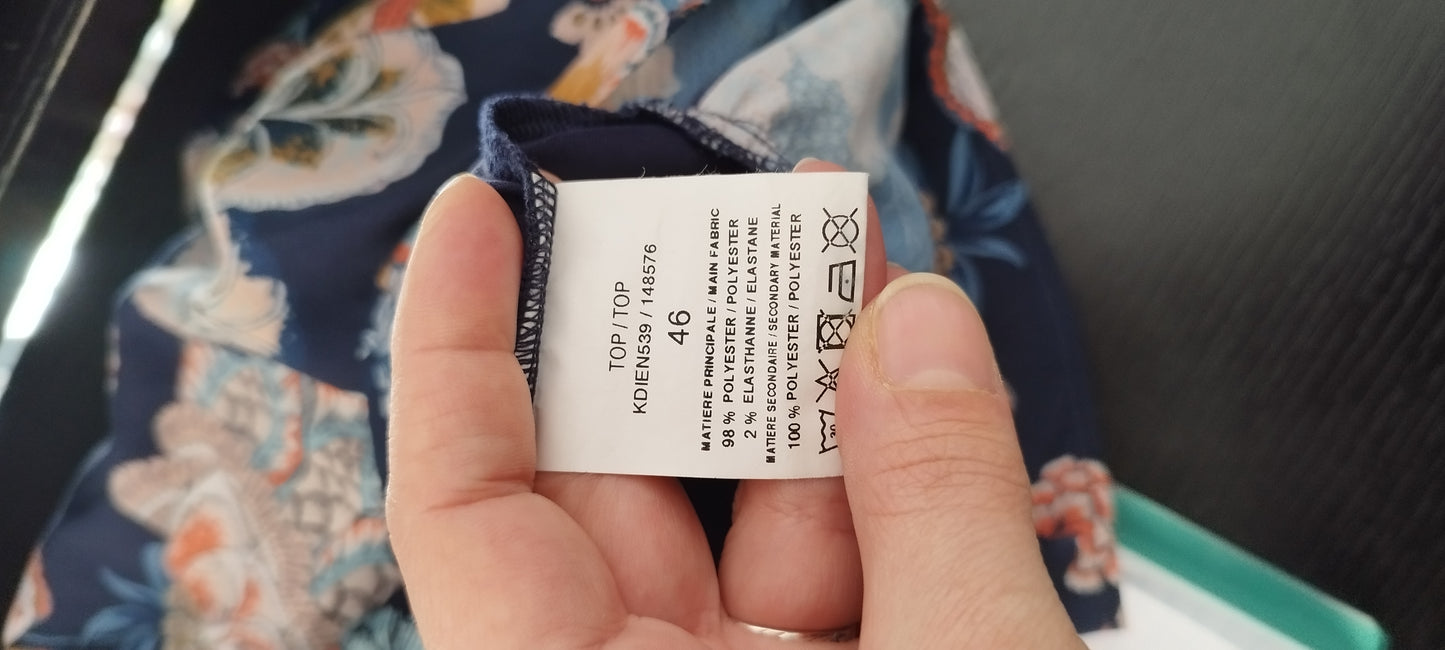 TOP / TOP
KDIEN539 / 148576
46
MATIERE PRINCIPALE / MAIN FABRIC
98 % POLYESTER / POLYESTER
2 % ELASTHANNE / ELASTANE
MATIERE SECONDAIRE / SECONDARY MATERIAL
100 % POLYESTER / POLYESTER
30